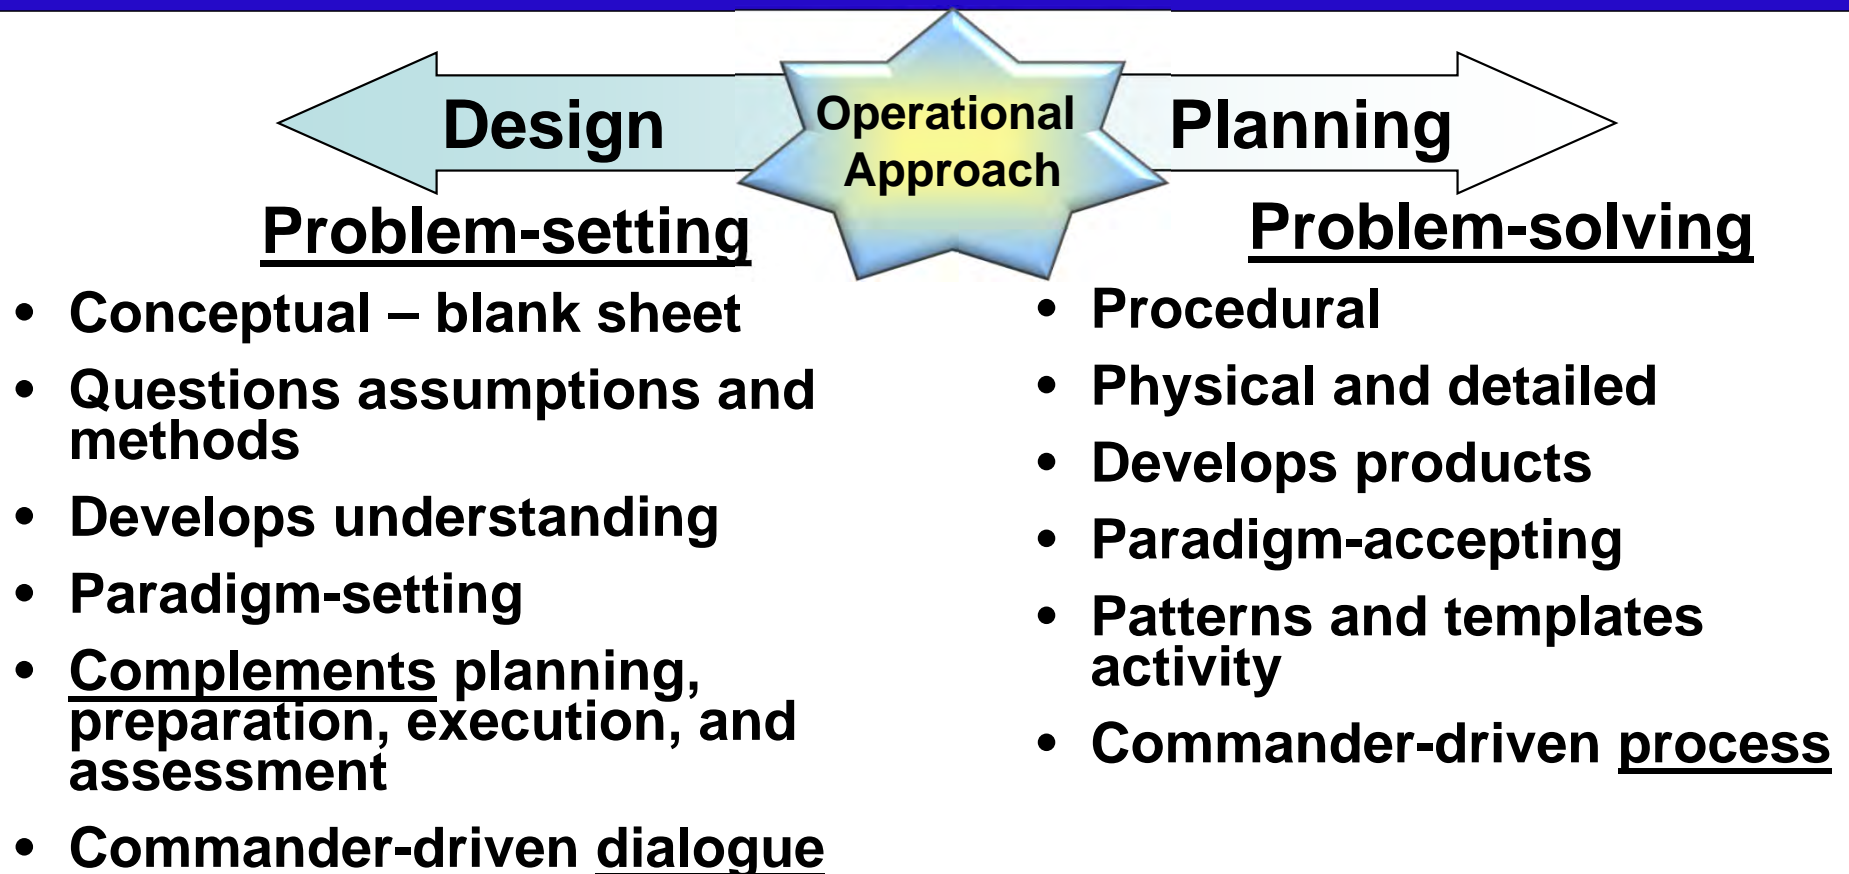 Design
Operational
Approach
Planning
Problem-setting
• Conceptual – blank sheet
• Questions assumptions and
methods
• Develops understanding
• Paradigm-setting
• Complements planning,
preparation, execution, and
assessment
• Commander-driven dialogue
Problem-solving
• Procedural
• Physical and detailed
• Develops products
• Paradigm-accepting
• Patterns and templates
activity
• Commander-driven process